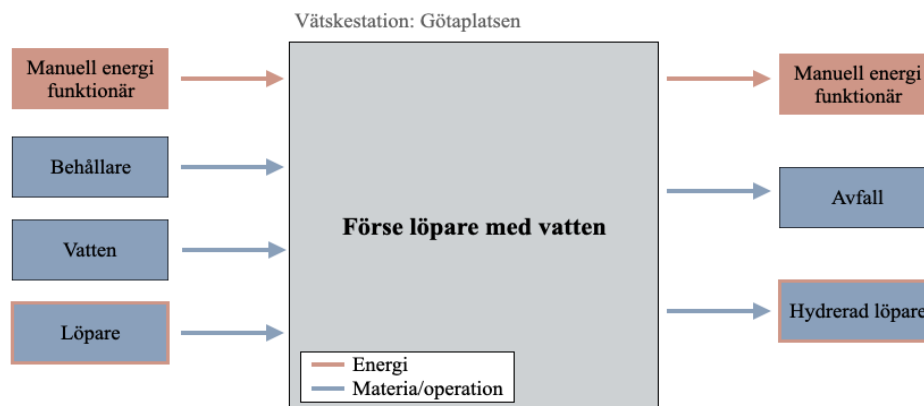 Vätskestation: Götaplatsen
Manuell energi
funktionär
Behållare
Vatten
Löpare
Förse löpare med vatten
Energi
Materia/operation
Manuell energi
funktionär
Avfall
Hydrerad löpare